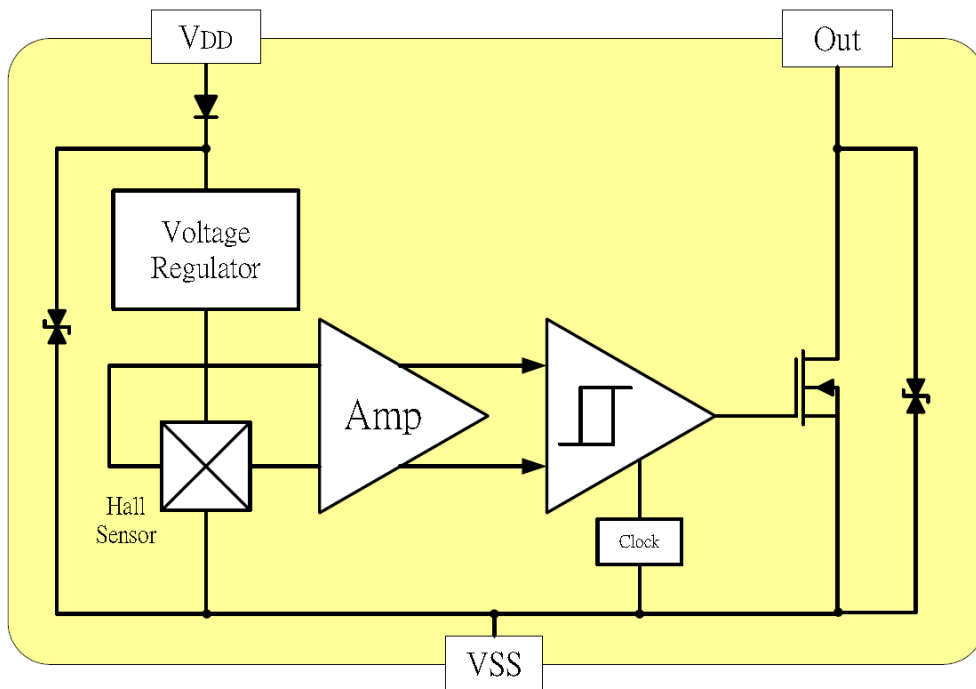 VDD
Out
Voltage
Regulator
Amp
Hall
Sensor
Clock
VSS